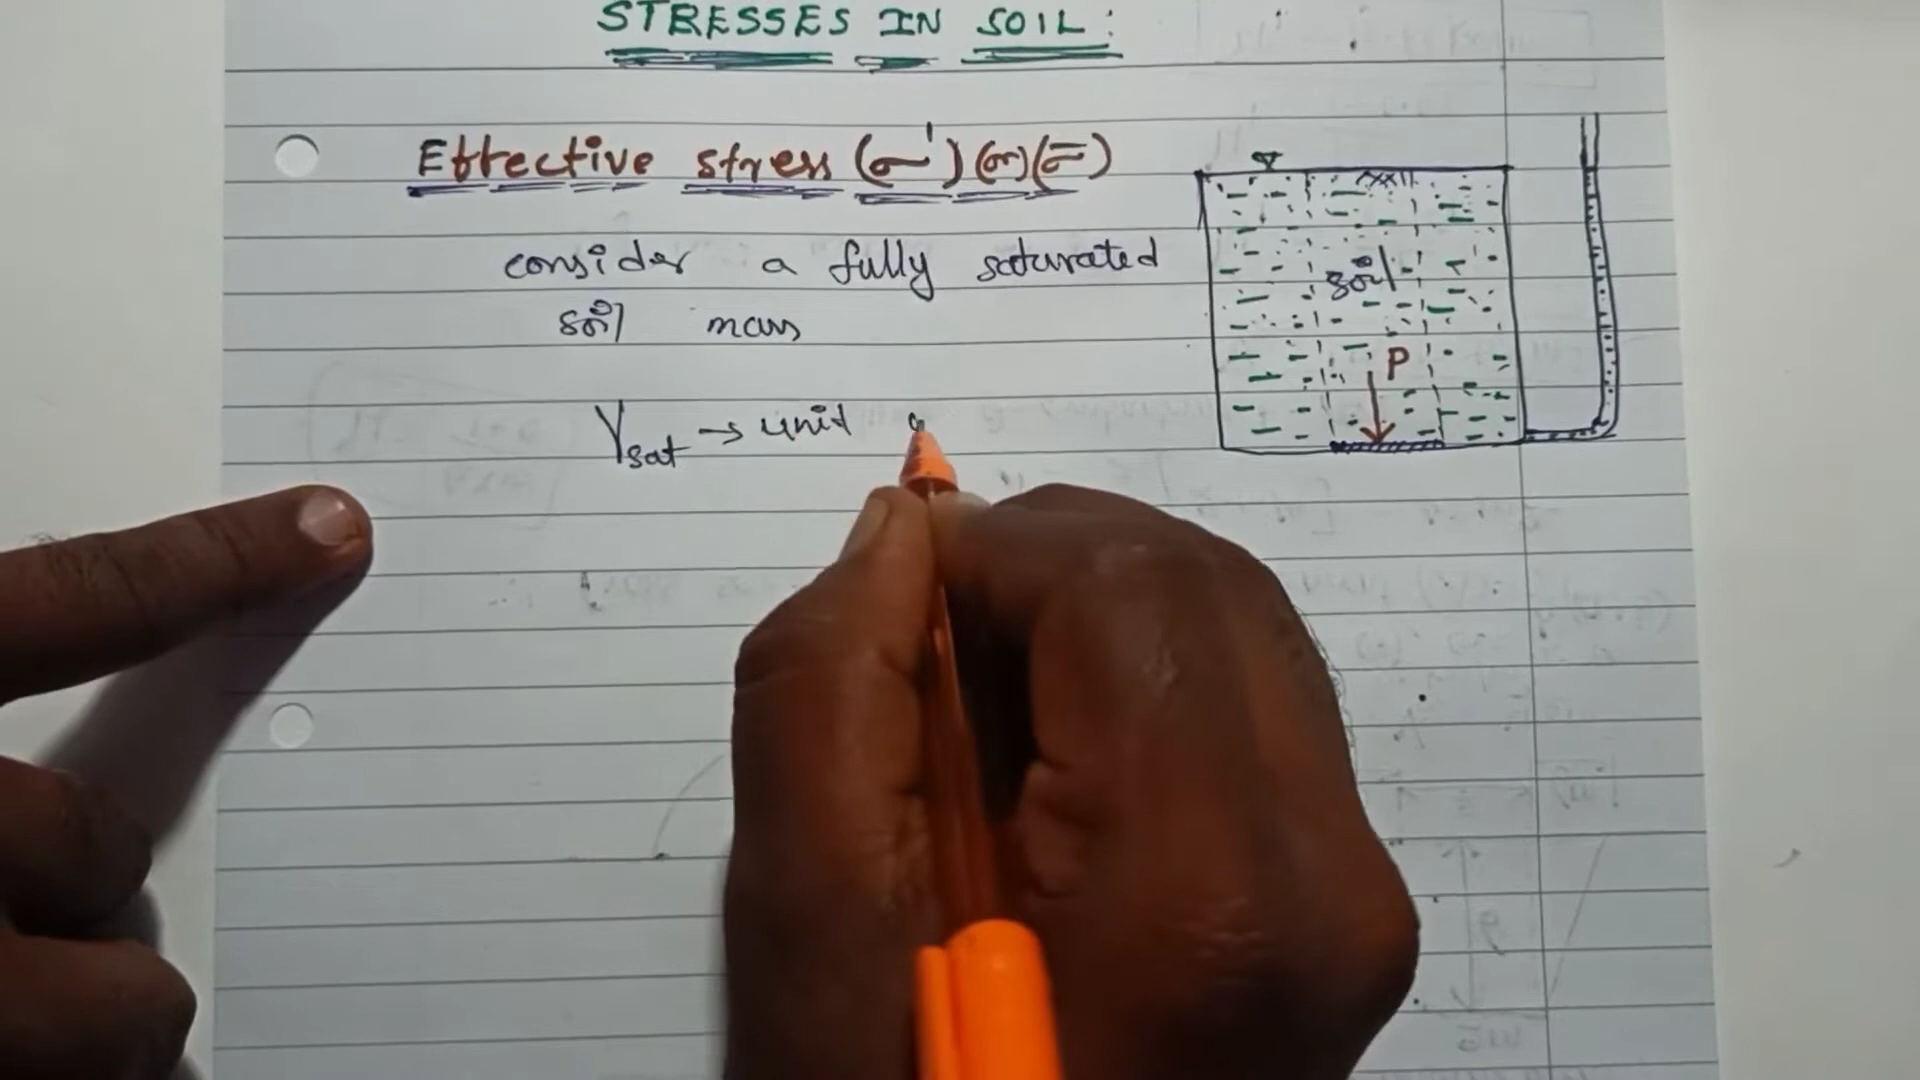 STRESSES IN SOIL:
Effective stress (σ') (or) (σ̅)
consider a fully saturated
soil mass
γsat → unit
soil
P